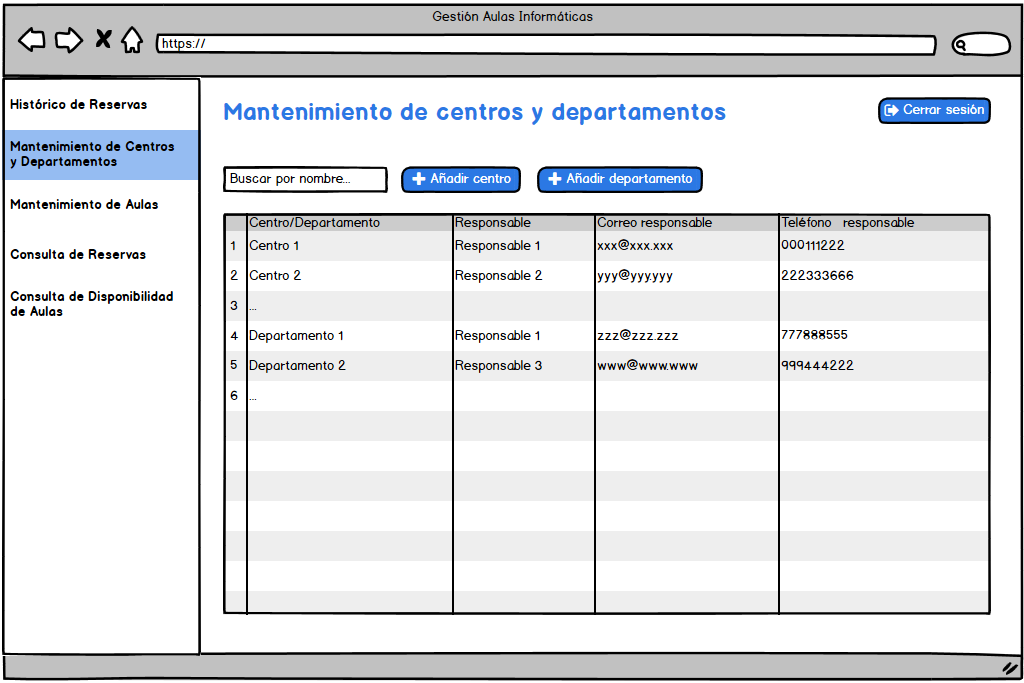 Gestión Aulas Informáticas
https://
Histórico de Reservas
Mantenimiento de Centros
y Departamentos
Mantenimiento de Aulas
Consulta de Reservas
Consulta de Disponibilidad
de Aulas
Mantenimiento de centros y departamentos
Cerrar sesión
Buscar por nombre...
Añadir centro
Añadir departamento
Centro/Departamento Responsable Correo responsable Teléfono responsable
1 Centro 1 Responsable 1 xxx@xxx.xxx 000111222
2 Centro 2 Responsable 2 yyy@yyy.yyy 222333666
3 ...
4 Departamento 1 Responsable 1 zzz@zzz.zzz 777888555
5 Departamento 2 Responsable 3 www@www.www 999444222
6 ...